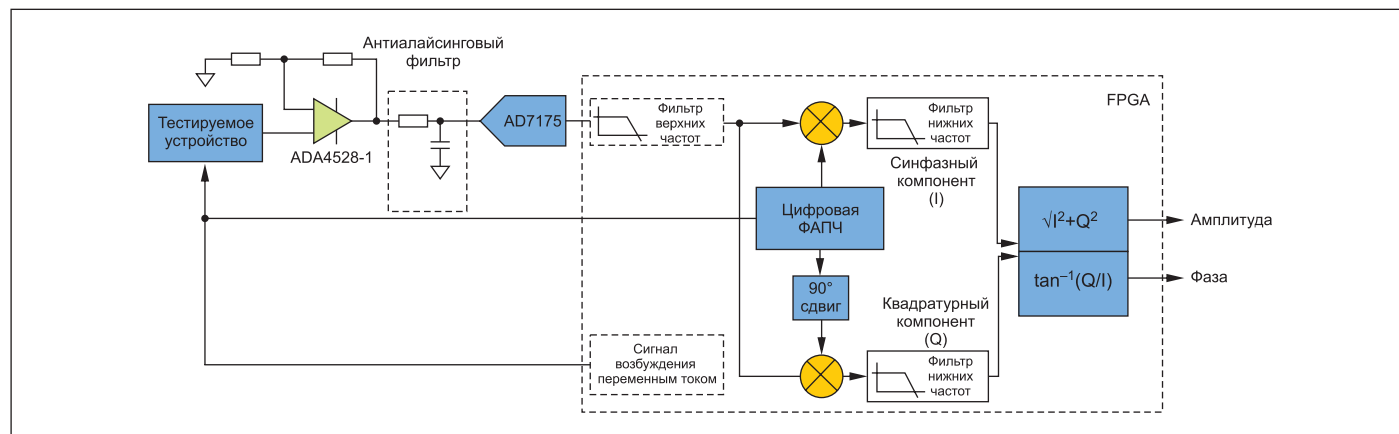 Антиалайсинговый
фильтр
Тестируемое
устройство
ADA4528-1
AD7175
Фильтр
верхних
частот
FPGA
Фильтр
нижних
частот
Синфазный
компонент
(I)
Цифровая
ФАПЧ
90°
сдвиг
√I²+Q²
tan⁻¹(Q/I)
Амплитуда
Фаза
Квадратурный
компонент
(Q)
Сигнал
возбуждения
переменным током
Фильтр
нижних
частот